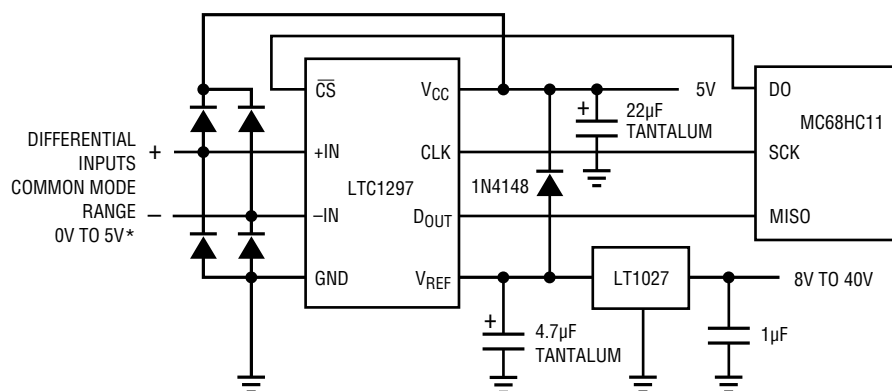 DIFFERENTIAL
INPUTS
COMMON MODE
RANGE
0V TO 5V*
+
–
C̅S̅
+IN
–IN
GND
LTC1297
VCC
CLK
DOUT
VREF
+
22µF
TANTALUM
5V
1N4148
DO
MC68HC11
SCK
MISO
LT1027
8V TO 40V
+
4.7µF
TANTALUM
1µF